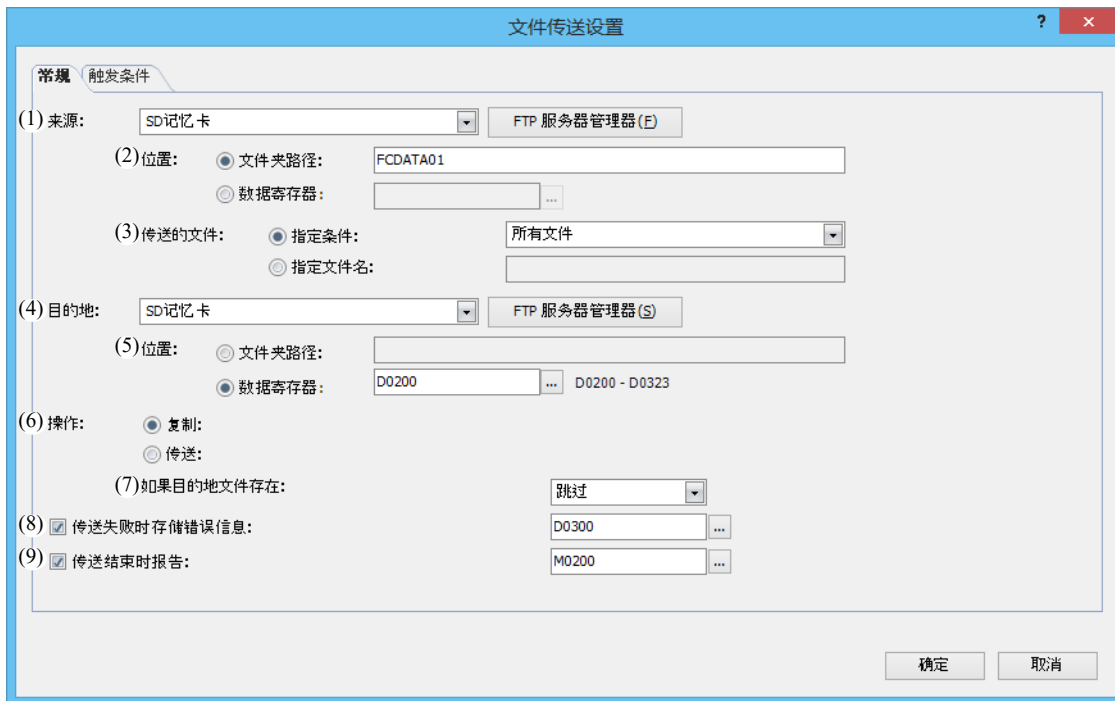 文件传送设置 ? ×
常规 触发条件
(1) 来源: SD记忆卡 FTP 服务器管理器(F)
(2) 位置: 文件夹路径: FCDATA01
数据寄存器: ...
(3) 传送的文件: 指定条件: 所有文件
指定文件名:
(4) 目的地: SD记忆卡 FTP 服务器管理器(S)
(5) 位置: 文件夹路径:
数据寄存器: D0200 ... D0200 - D0323
(6) 操作: 复制:
传送:
(7) 如果目的地文件存在: 跳过
(8) 传送失败时存储错误信息: D0300 ...
(9) 传送结束时报告: M0200 ...
确定 取消